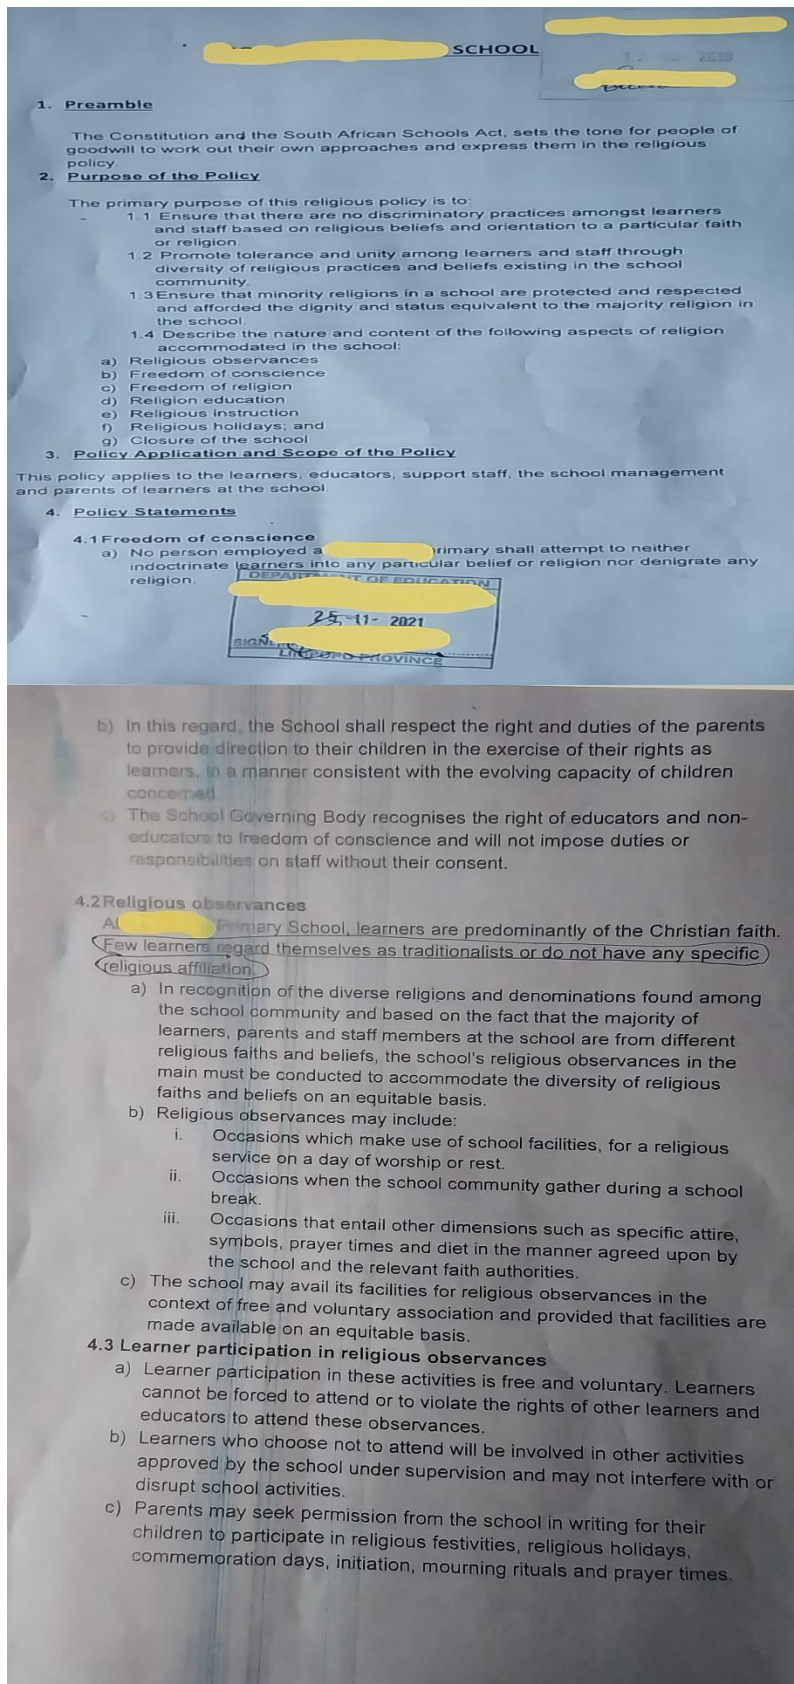 SCHOOL
2019
1. Preamble
The Constitution and the South African Schools Act, sets the tone for people of
goodwill to work out their own approaches and express them in the religious
policy.
2. Purpose of the Policy
The primary purpose of this religious policy is to:
1.1 Ensure that there are no discriminatory practices amongst learners
and staff based on religious beliefs and orientation to a particular faith
or religion.
1.2 Promote tolerance and unity among learners and staff through
diversity of religious practices and beliefs existing in the school
community.
1.3 Ensure that minority religions in a school are protected and respected
and afforded the dignity and status equivalent to the majority religion in
the school.
1.4 Describe the nature and content of the following aspects of religion
accommodated in the school:
a) Religious observances
b) Freedom of conscience
c) Freedom of religion
d) Religion education
e) Religious instruction
f) Religious holidays; and
g) Closure of the school
3. Policy Application and Scope of the Policy
This policy applies to the learners, educators, support staff, the school management
and parents of learners at the school.
4. Policy Statements
4.1 Freedom of conscience
a) No person employed a rimary shall attempt to neither
indoctrinate learners into any particular belief or religion nor denigrate any
religion.
DEPARTMENT OF EDUCATION
25 -11- 2021
SIGN
LIMPOPO PROVINCE
b) In this regard, the School shall respect the right and duties of the parents
to provide direction to their children in the exercise of their rights as
learners, in a manner consistent with the evolving capacity of children
concerned.
c) The School Governing Body recognises the right of educators and non-
educators to freedom of conscience and will not impose duties or
responsibilities on staff without their consent.
4.2 Religious observances
At Primary School, learners are predominantly of the Christian faith.
Few learners regard themselves as traditionalists or do not have any specific
religious affiliation.
a) In recognition of the diverse religions and denominations found among
the school community and based on the fact that the majority of
learners, parents and staff members at the school are from different
religious faiths and beliefs, the school's religious observances in the
main must be conducted to accommodate the diversity of religious
faiths and beliefs on an equitable basis.
b) Religious observances may include:
i. Occasions which make use of school facilities, for a religious
service on a day of worship or rest.
ii. Occasions when the school community gather during a school
break.
iii. Occasions that entail other dimensions such as specific attire,
symbols, prayer times and diet in the manner agreed upon by
the school and the relevant faith authorities.
c) The school may avail its facilities for religious observances in the
context of free and voluntary association and provided that facilities are
made available on an equitable basis.
4.3 Learner participation in religious observances
a) Learner participation in these activities is free and voluntary. Learners
cannot be forced to attend or to violate the rights of other learners and
educators to attend these observances.
b) Learners who choose not to attend will be involved in other activities
approved by the school under supervision and may not interfere with or
disrupt school activities.
c) Parents may seek permission from the school in writing for their
children to participate in religious festivities, religious holidays,
commemoration days, initiation, mourning rituals and prayer times.